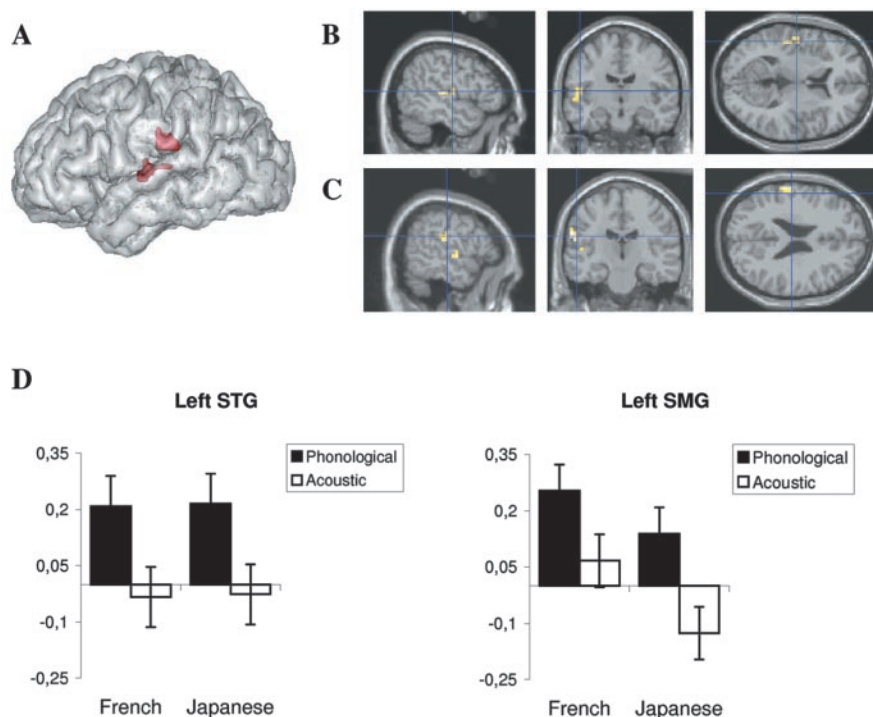 A
B
C
D
Left STG
0,35
0,2
0,05
-0,1
-0,25
Phonological
Acoustic
French Japanese
Left SMG
0,35
0,2
0,05
-0,1
-0,25
Phonological
Acoustic
French Japanese